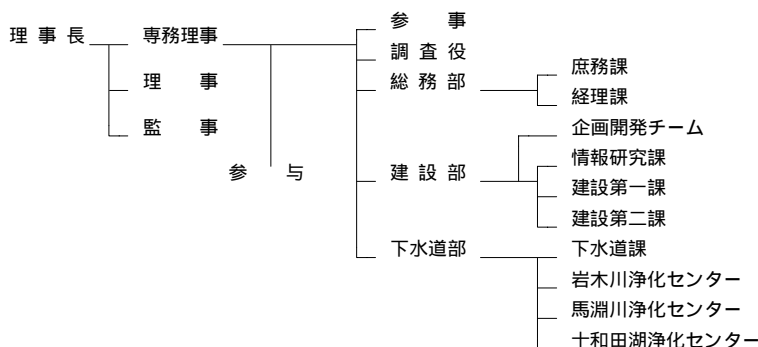 参　事
理 事 長　専務理事
調 査 役
庶務課
理　事　総 務 部
経理課
監　事　企画開発チーム
情報研究課
参　与　建 設 部
建設第一課
建設第二課
下水道部　下水道課
岩木川浄化センター
馬淵川浄化センター
十和田湖浄化センター